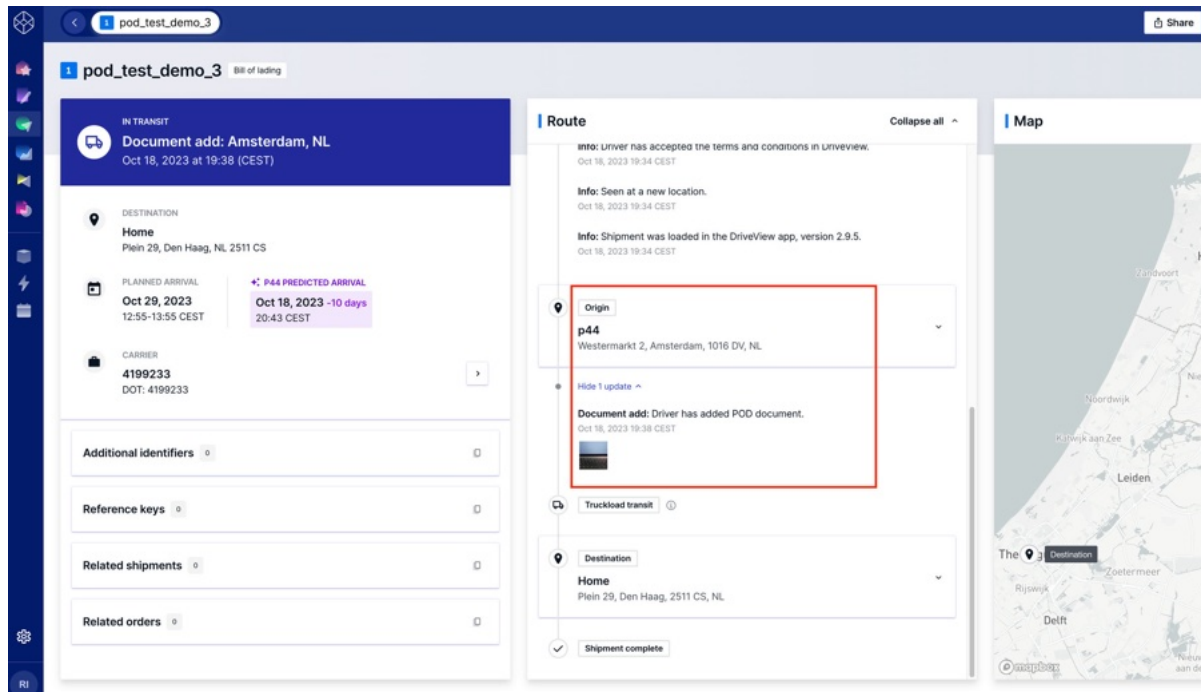 1 pod_test_demo_3
Share
1 pod_test_demo_3 Bill of lading
IN TRANSIT
Document add: Amsterdam, NL
Oct 18, 2023 at 19:38 (CEST)
DESTINATION
Home
Plein 29, Den Haag, NL 2511 CS
PLANNED ARRIVAL
Oct 29, 2023
12:55-13:55 CEST
P44 PREDICTED ARRIVAL
Oct 18, 2023 -10 days
20:43 CEST
CARRIER
4199233
DOT: 4199233
Additional identifiers 0
Reference keys 0
Related shipments 0
Related orders 0
RI
Route
Collapse all
Info: Driver has accepted the terms and conditions in DriveView.
Oct 18, 2023 19:34 CEST
Info: Seen at a new location.
Oct 18, 2023 19:34 CEST
Info: Shipment was loaded in the DriveView app, version 2.9.5.
Oct 18, 2023 19:34 CEST
Origin
p44
Westermarkt 2, Amsterdam, 1016 DV, NL
Hide 1 update
Document add: Driver has added POD document.
Oct 18, 2023 19:38 CEST
Truckload transit
Destination
Home
Plein 29, Den Haag, 2511 CS, NL
Shipment complete
Map
Zandvoort
Noordwijk
Katwijk aan Zee
Leiden
The
Destination
Zoetermeer
Rijswijk
Delft
mapbox